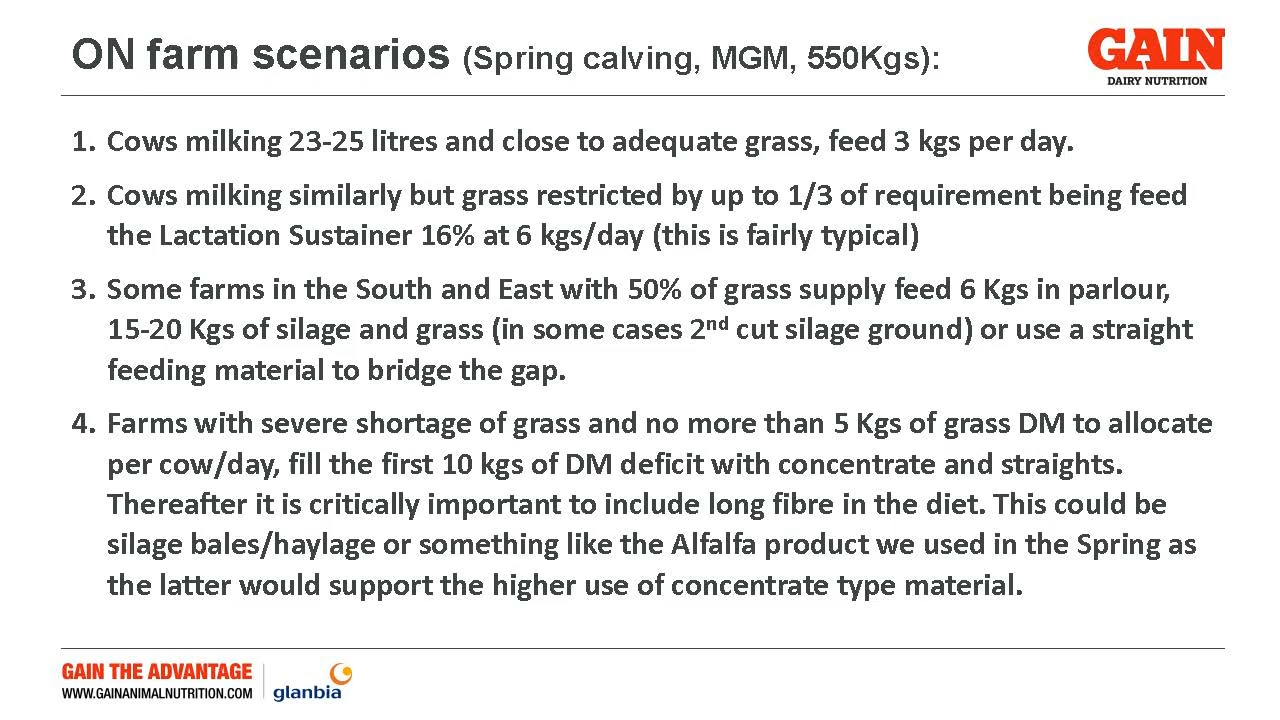 ON farm scenarios (Spring calving, MGM, 550Kgs):
GAIN
DAIRY NUTRITION
1. Cows milking 23-25 litres and close to adequate grass, feed 3 kgs per day.
2. Cows milking similarly but grass restricted by up to 1/3 of requirement being feed
the Lactation Sustainer 16% at 6 kgs/day (this is fairly typical)
3. Some farms in the South and East with 50% of grass supply feed 6 Kgs in parlour,
15-20 Kgs of silage and grass (in some cases 2nd cut silage ground) or use a straight
feeding material to bridge the gap.
4. Farms with severe shortage of grass and no more than 5 Kgs of grass DM to allocate
per cow/day, fill the first 10 kgs of DM deficit with concentrate and straights.
Thereafter it is critically important to include long fibre in the diet. This could be
silage bales/haylage or something like the Alfalfa product we used in the Spring as
the latter would support the higher use of concentrate type material.
GAIN THE ADVANTAGE
WWW.GAINANIMALNUTRITION.COM
glanbia